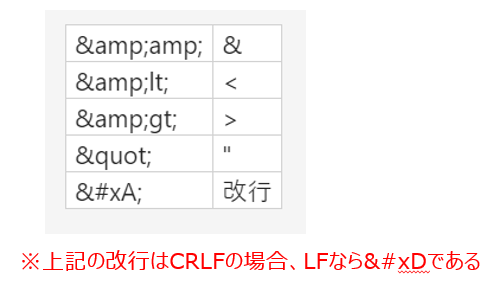 &amp;amp; &
&amp;lt; <
&amp;gt; >
&quot; "
&#xA; 改行
※上記の改行はCRLFの場合、LFなら&#xDである